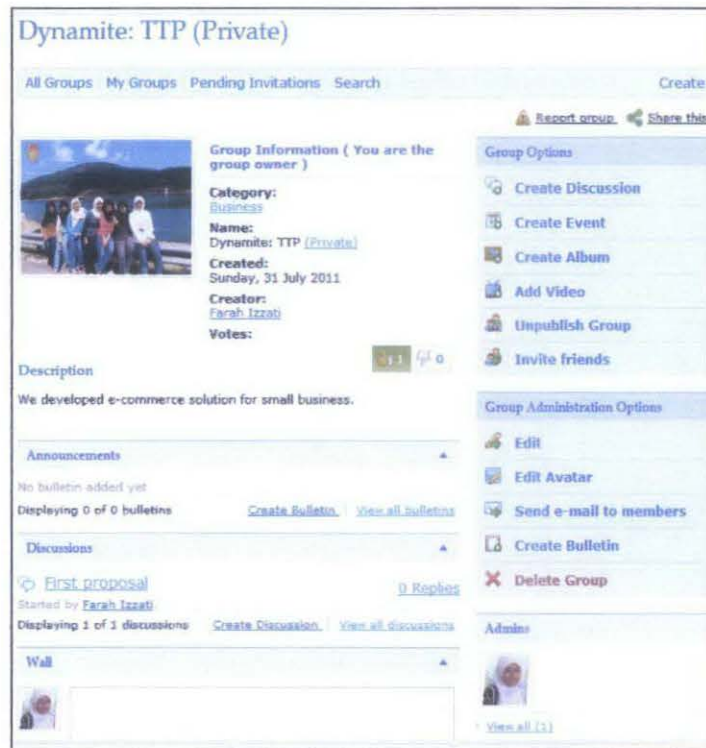 Dynamite: TTP (Private)
All Groups My Groups Pending Invitations Search Create
Report group Share this
Group Information ( You are the
group owner )
Category:
Business
Name:
Dynamite: TTP (Private)
Created:
Sunday, 31 July 2011
Creator:
Farah Izzati
Votes:
1 0
Description
We developed e-commerce solution for small business.
Announcements
No bulletin added yet
Displaying 0 of 0 bulletins Create Bulletin View all bulletins
Discussions
First proposal 0 Replies
Started by Farah Izzati
Displaying 1 of 1 discussions Create Discussion View all discussions
Wall
Group Options
Create Discussion
Create Event
Create Album
Add Video
Unpublish Group
Invite friends
Group Administration Options
Edit
Edit Avatar
Send e-mail to members
Create Bulletin
Delete Group
Admins
View all (1)